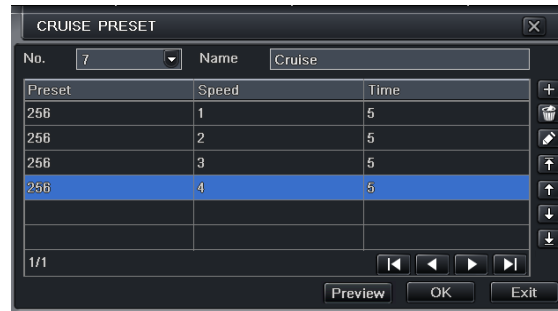 CRUISE PRESET
No. 7 Name Cruise
Preset Speed Time
256 1 5
256 2 5
256 3 5
256 4 5
1/1
Preview OK Exit